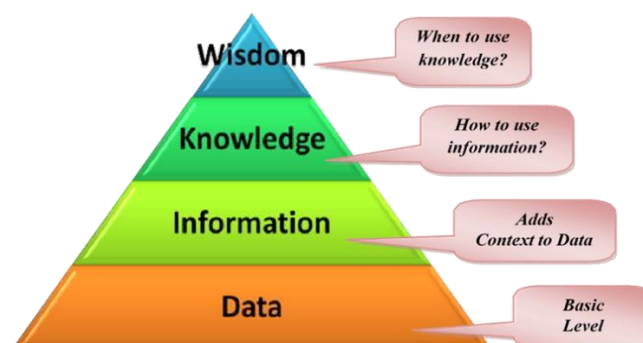 Wisdom
When to use
knowledge?
Knowledge
How to use
information?
Information
Adds
Context to Data
Data
Basic
Level